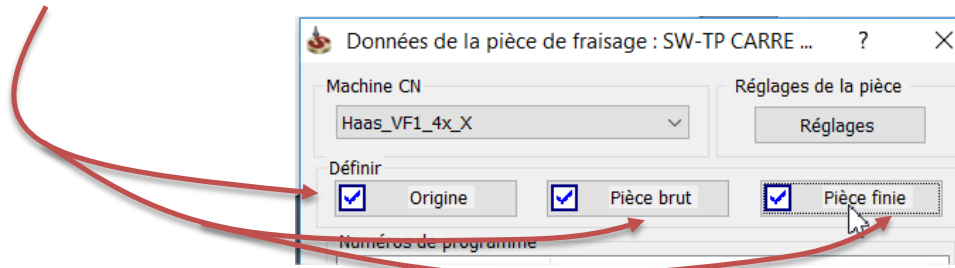 Données de la pièce de fraisage : SW-TP CARRE ... ?
Machine CN
Réglages de la pièce
Haas_VF1_4x_X
Réglages
Définir
Origine
Pièce brut
Pièce finie
Numéros de programme